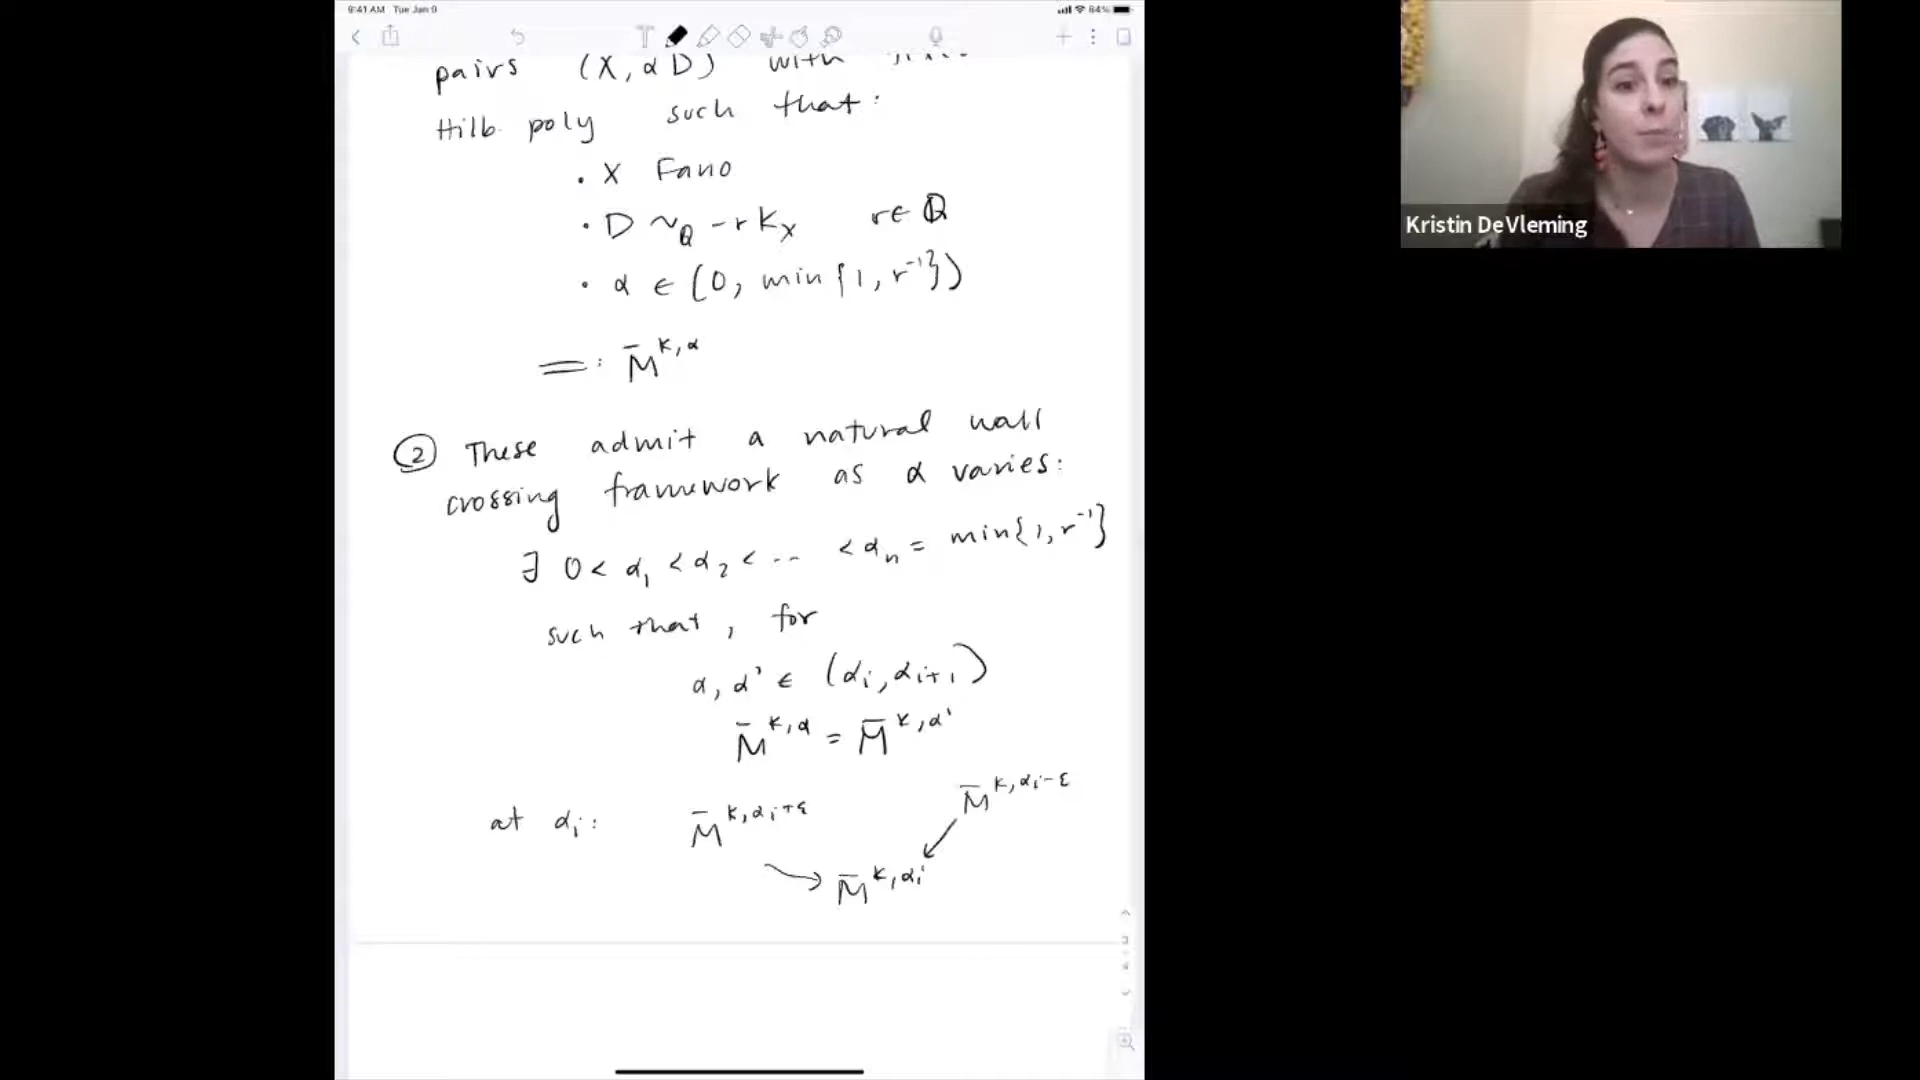 9:41 AM Tue Jan 9
84%
pairs (X, αD) with
Hilb. poly such that:
• X Fano
• D ~_Q -rK_X r∈ Q
• α ∈ (0, min{1, r⁻¹})
=: M̄^{K,α}
② These admit a natural wall
crossing framework as α varies:
∃ 0 < α₁ < α₂ < ... < αₙ = min{1, r⁻¹}
such that, for
α, α' ∈ (αᵢ, αᵢ₊₁)
M̄^{K,α} = M̄^{K,α'}
at αᵢ: M̄^{K,αᵢ+ε} M̄^{K,αᵢ-ε}
↘ ↙
M̄^{K,αᵢ}
Kristin DeVleming